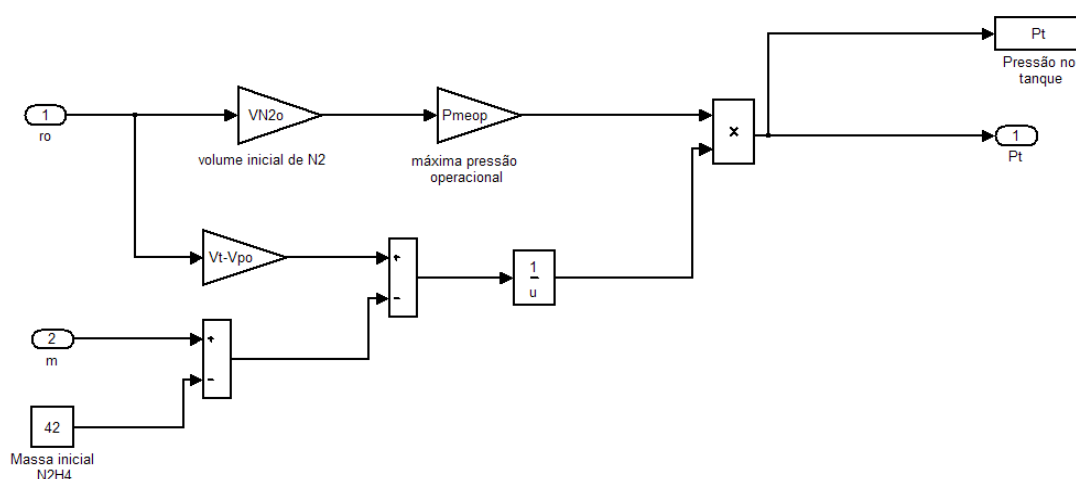 Pt
Pressão no
tanque
1
ro
VN2o
volume inicial de N2
Pmeop
máxima pressão
operacional
×
1
Pt
Vt-Vpo
+
-
1
u
2
m
+
-
42
Massa inicial
N2H4